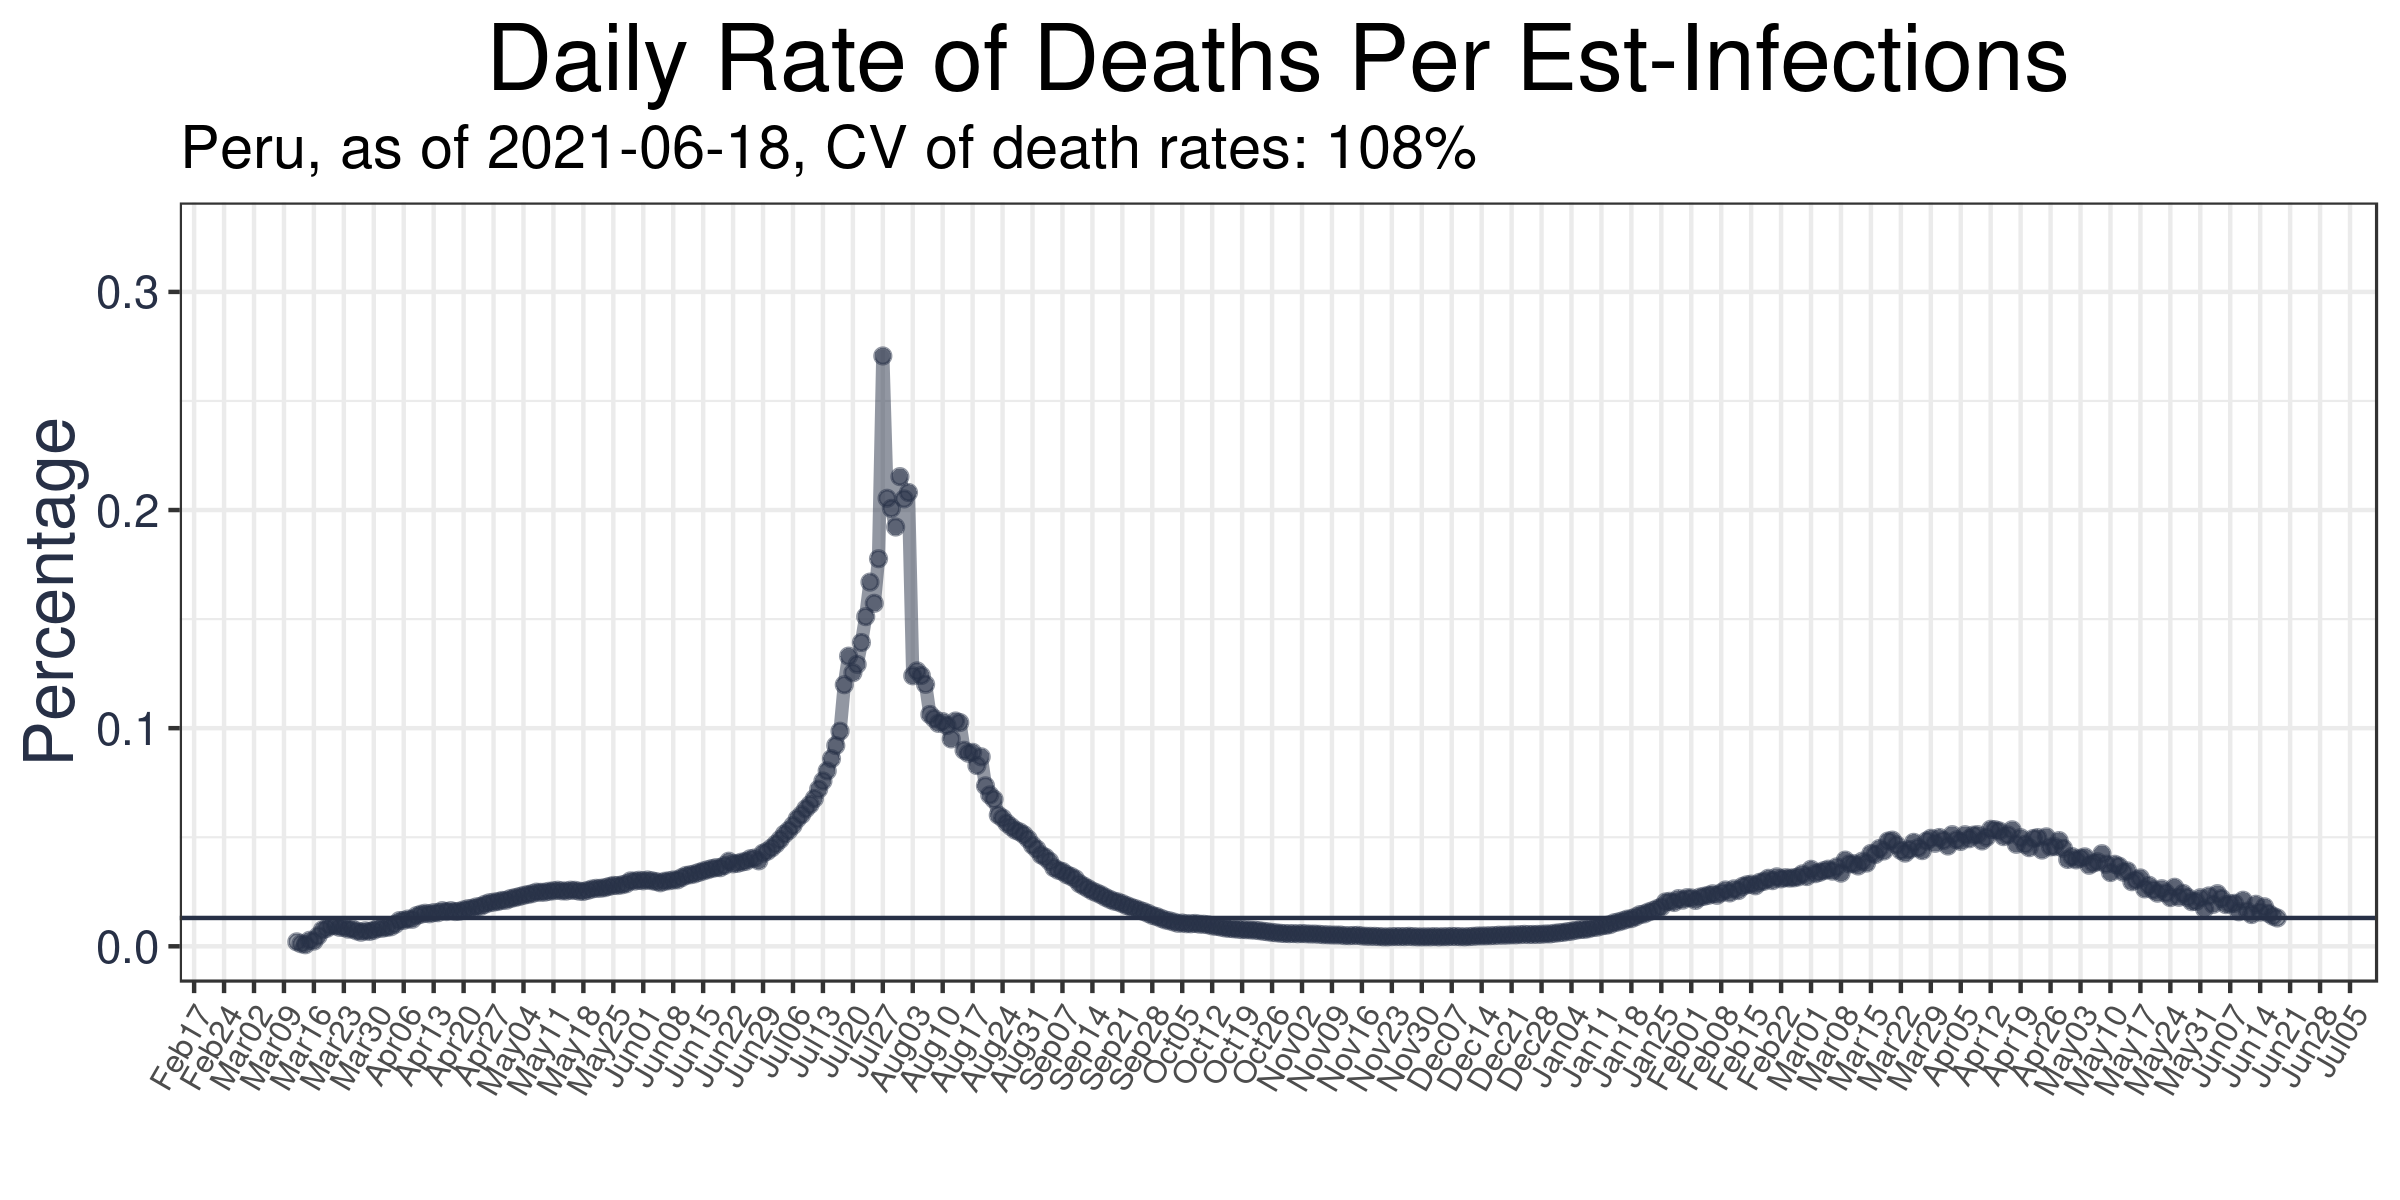 Daily Rate of Deaths Per Est-Infections
Peru, as of 2021-06-18, CV of death rates: 108%
Percentage
0.3
0.2
0.1
0.0
Feb17
Feb24
Mar02
Mar09
Mar16
Mar23
Mar30
Apr06
Apr13
Apr20
Apr27
May04
May11
May18
May25
Jun01
Jun08
Jun15
Jun22
Jun29
Jul06
Jul13
Jul20
Jul27
Aug03
Aug10
Aug17
Aug24
Aug31
Sep07
Sep14
Sep21
Sep28
Oct05
Oct12
Oct19
Oct26
Nov02
Nov09
Nov16
Nov23
Nov30
Dec07
Dec14
Dec21
Dec28
Jan04
Jan11
Jan18
Jan25
Feb01
Feb08
Feb15
Feb22
Mar01
Mar08
Mar15
Mar22
Mar29
Apr05
Apr12
Apr19
Apr26
May03
May10
May17
May24
May31
Jun07
Jun14
Jun21
Jun28
Jul05